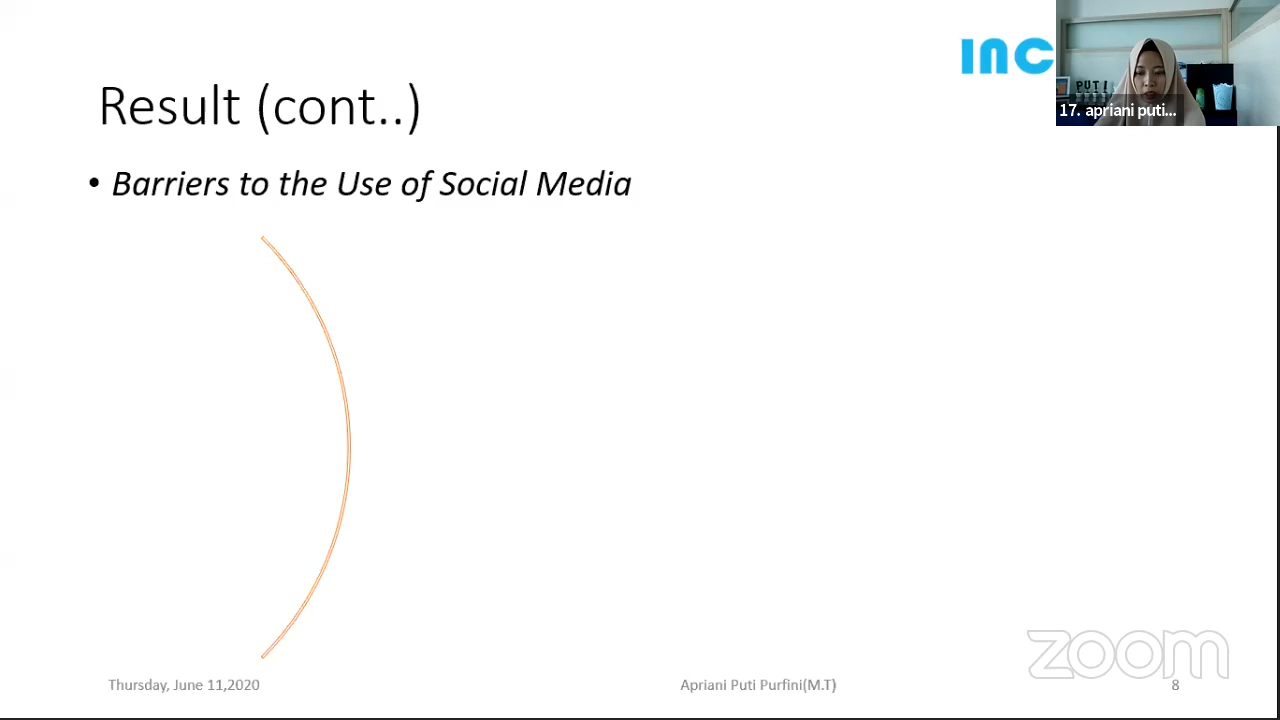 INC
Result (cont..)
PUTI
17. apriani puti...
• Barriers to the Use of Social Media
zoom
Thursday, June 11,2020
Apriani Puti Purfini(M.T)
8